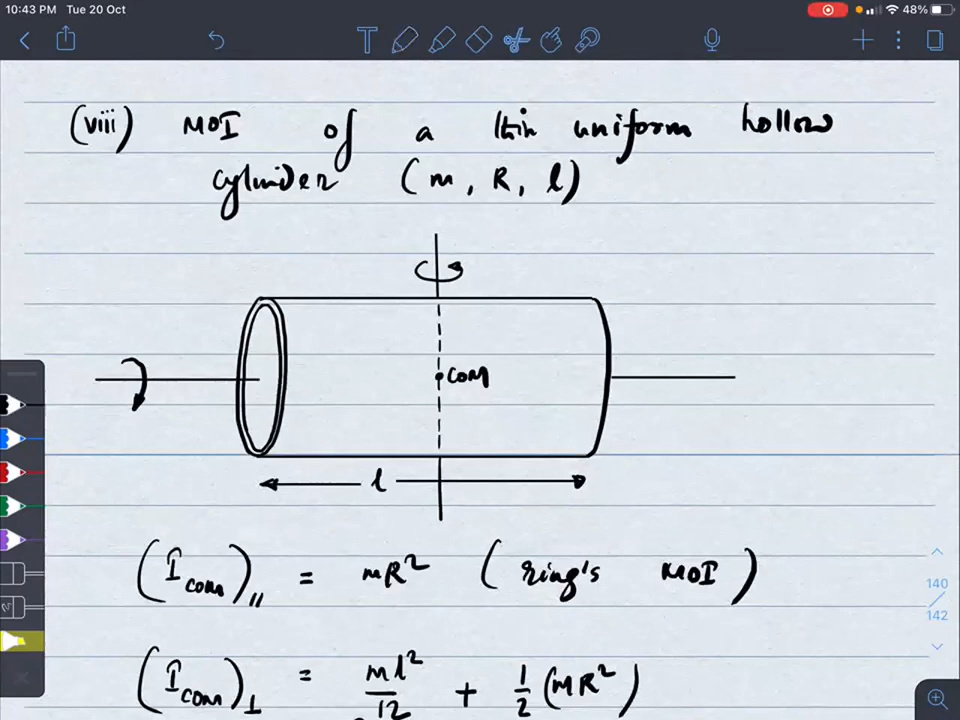 10:43 PM Tue 20 Oct 48%
(viii) MOI of a thin uniform hollow
cylinder (m, R, l)
COM
l
(I_com)_∥ = mR² (ring's MOI)
140
/
142
(I_com)_⊥ = ml²/12 + 1/2 (mR²)